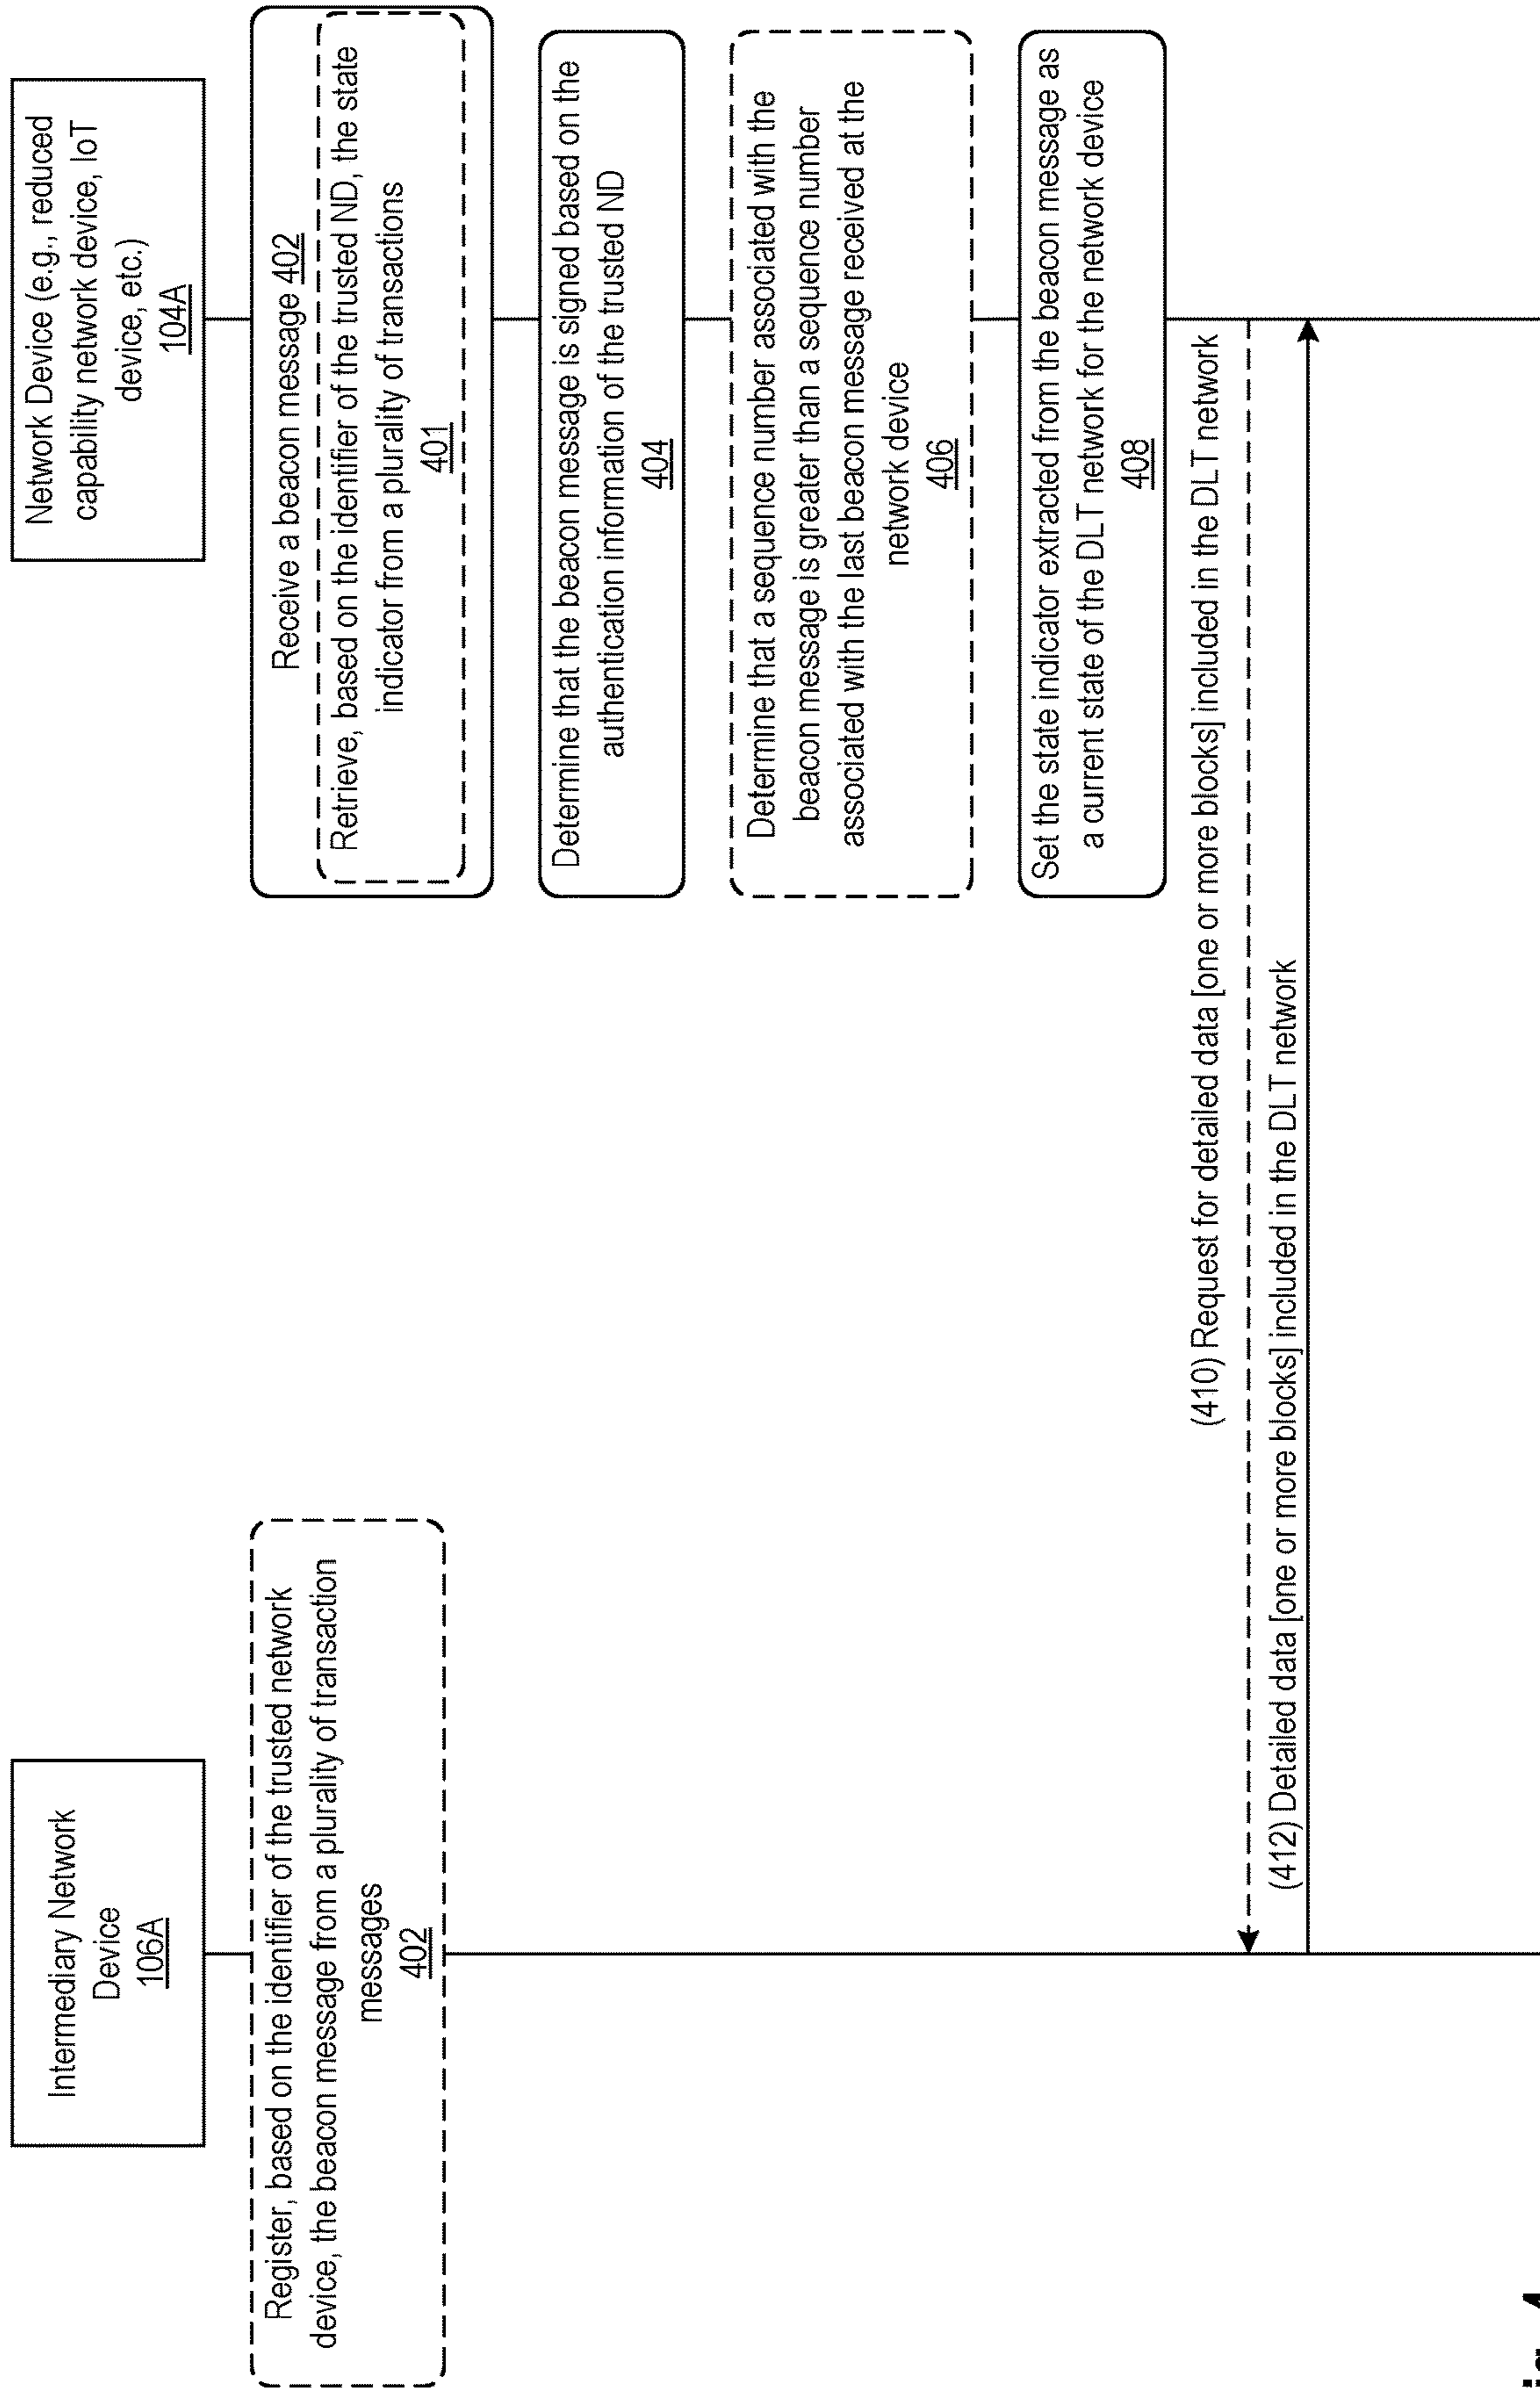 Intermediary Network
Device
106A
Network Device (e.g., reduced
capability network device, IoT
device, etc.)
104A
Register, based on the identifier of the trusted network
device, the beacon message from a plurality of transaction
messages
402
Receive a beacon message 402
Retrieve, based on the identifier of the trusted ND, the state
indicator from a plurality of transactions
401
Determine that the beacon message is signed based on the
authentication information of the trusted ND
404
Determine that a sequence number associated with the
beacon message is greater than a sequence number
associated with the last beacon message received at the
network device
406
Set the state indicator extracted from the beacon message as
a current state of the DLT network for the network device
408
(410) Request for detailed data [one or more blocks] included in the DLT network
(412) Detailed data [one or more blocks] included in the DLT network